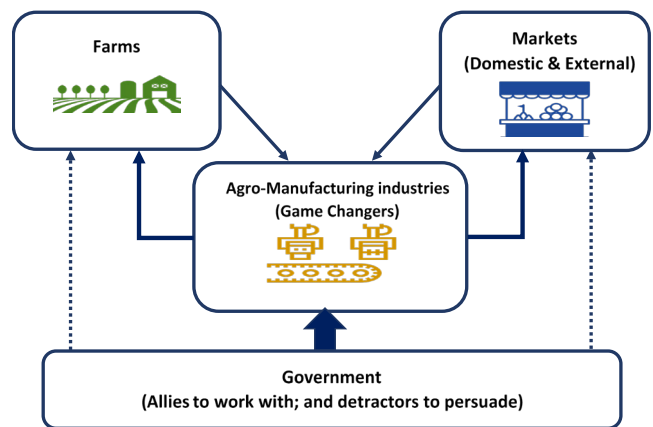 Farms
Markets
(Domestic & External)
Agro-Manufacturing industries
(Game Changers)
Government
(Allies to work with; and detractors to persuade)